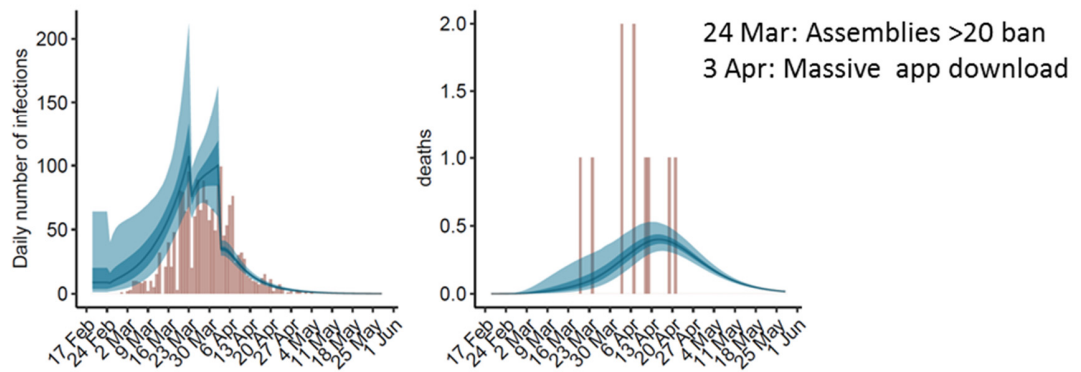 24 Mar: Assemblies >20 ban
3 Apr: Massive app download
Daily number of infections
200
150
100
50
0
17 Feb
24 Feb
2 Mar
9 Mar
16 Mar
23 Mar
30 Mar
6 Apr
13 Apr
20 Apr
27 Apr
4 May
11 May
18 May
25 May
1 Jun
deaths
2.0
1.5
1.0
0.5
0.0
17 Feb
24 Feb
2 Mar
9 Mar
16 Mar
23 Mar
30 Mar
6 Apr
13 Apr
20 Apr
27 Apr
4 May
11 May
18 May
25 May
1 Jun